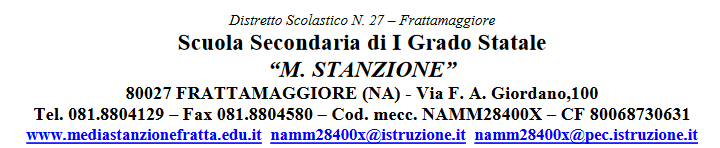 Distretto Scolastico N. 27 – Frattamaggiore
Scuola Secondaria di I Grado Statale
“M. STANZIONE”
80027 FRATTAMAGGIORE (NA) - Via F. A. Giordano,100
Tel. 081.8804129 – Fax 081.8804580 – Cod. mecc. NAMM28400X – CF 80068730631
www.mediastanzionefratta.edu.it namm28400x@istruzione.it namm28400x@pec.istruzione.it